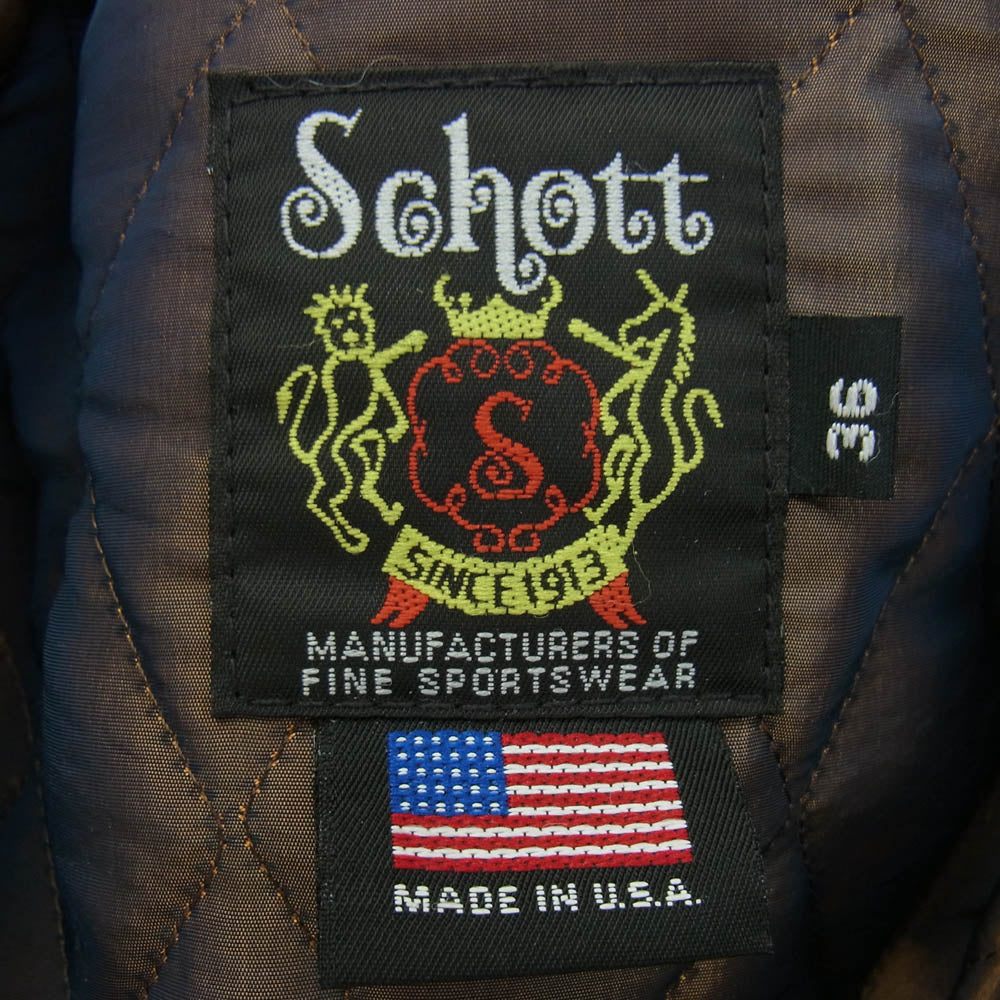 Schott
S
SINCE 1913
MANUFACTURERS OF
FINE SPORTSWEAR
36
MADE IN U.S.A.